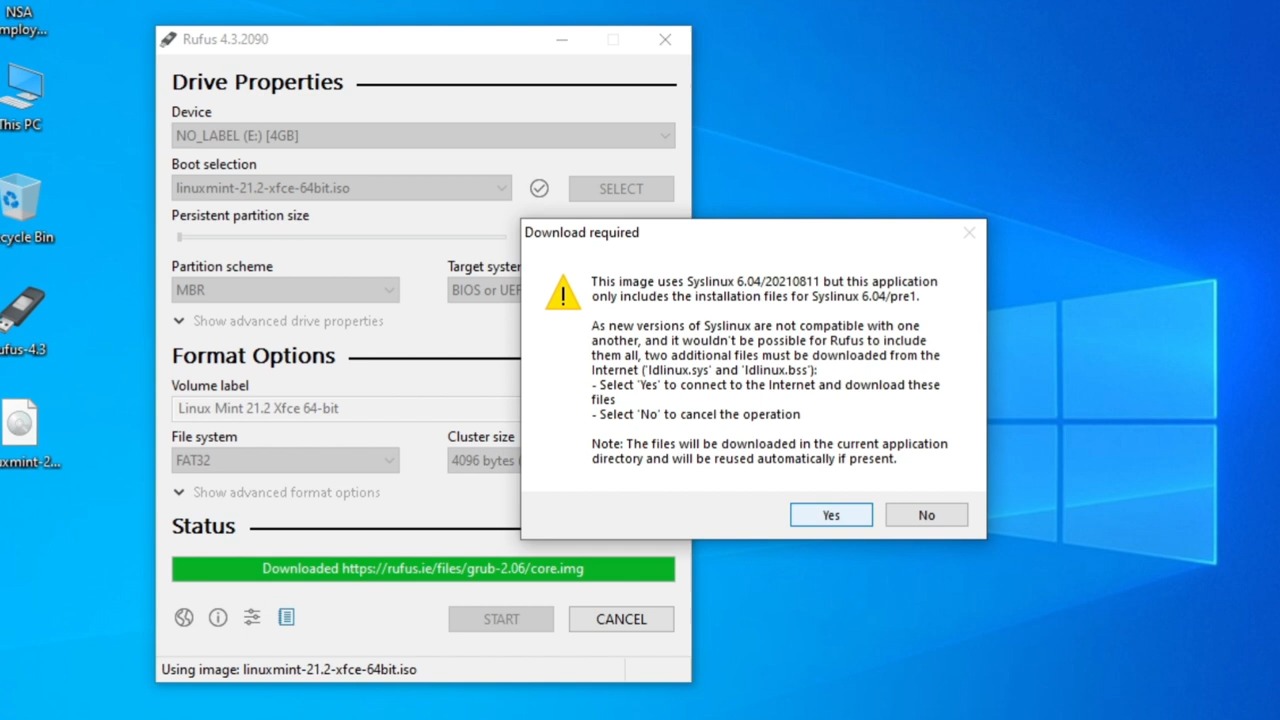 NSA
mploy...
This PC
cycle Bin
ufus-4.3
uxmint-2...
Rufus 4.3.2090
Drive Properties
Device
NO_LABEL (E:) [4GB]
Boot selection
linuxmint-21.2-xfce-64bit.iso
SELECT
Persistent partition size
Partition scheme
Target syster
MBR
BIOS or UEF
Show advanced drive properties
Format Options
Volume label
Linux Mint 21.2 Xfce 64-bit
File system
Cluster size
FAT32
4096 bytes (
Show advanced format options
Status
Downloaded https://rufus.ie/files/grub-2.06/core.img
START
CANCEL
Using image: linuxmint-21.2-xfce-64bit.iso
Download required
This image uses Syslinux 6.04/20210811 but this application
only includes the installation files for Syslinux 6.04/pre1.
As new versions of Syslinux are not compatible with one
another, and it wouldn't be possible for Rufus to include
them all, two additional files must be downloaded from the
Internet ('ldlinux.sys' and 'ldlinux.bss'):
- Select 'Yes' to connect to the Internet and download these
files
- Select 'No' to cancel the operation
Note: The files will be downloaded in the current application
directory and will be reused automatically if present.
Yes
No